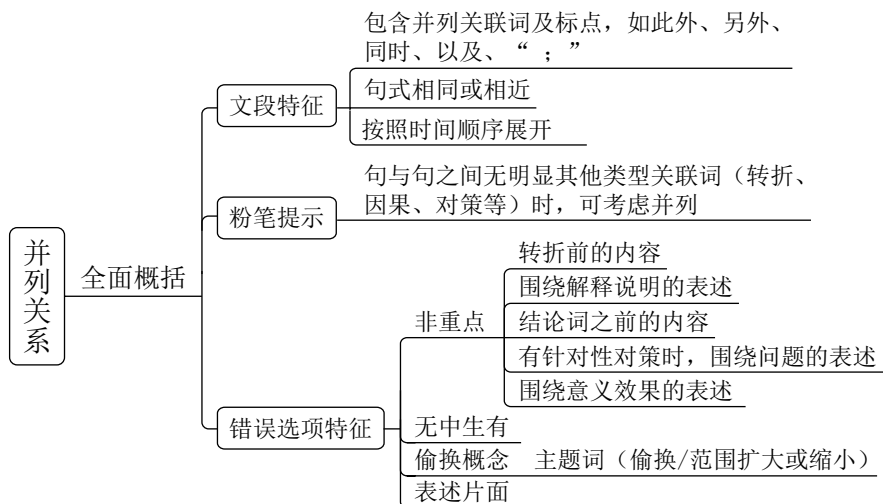 并列关系
全面概括
文段特征
包含并列关联词及标点，如此外、另外、
同时、以及、“ ；”
句式相同或相近
按照时间顺序展开
粉笔提示
句与句之间无明显其他类型关联词（转折、
因果、对策等）时，可考虑并列
错误选项特征
非重点
转折前的内容
围绕解释说明的表述
结论词之前的内容
有针对性对策时，围绕问题的表述
围绕意义效果的表述
无中生有
偷换概念 主题词（偷换/范围扩大或缩小）
表述片面